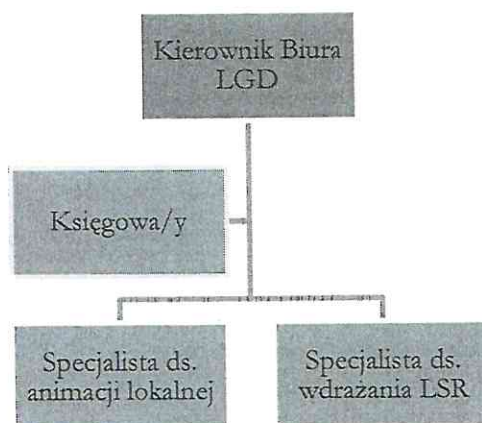 Kierownik Biura
LGD
Księgowa/y
Specjalista ds.
animacji lokalnej
Specjalista ds.
wdrażania LSR